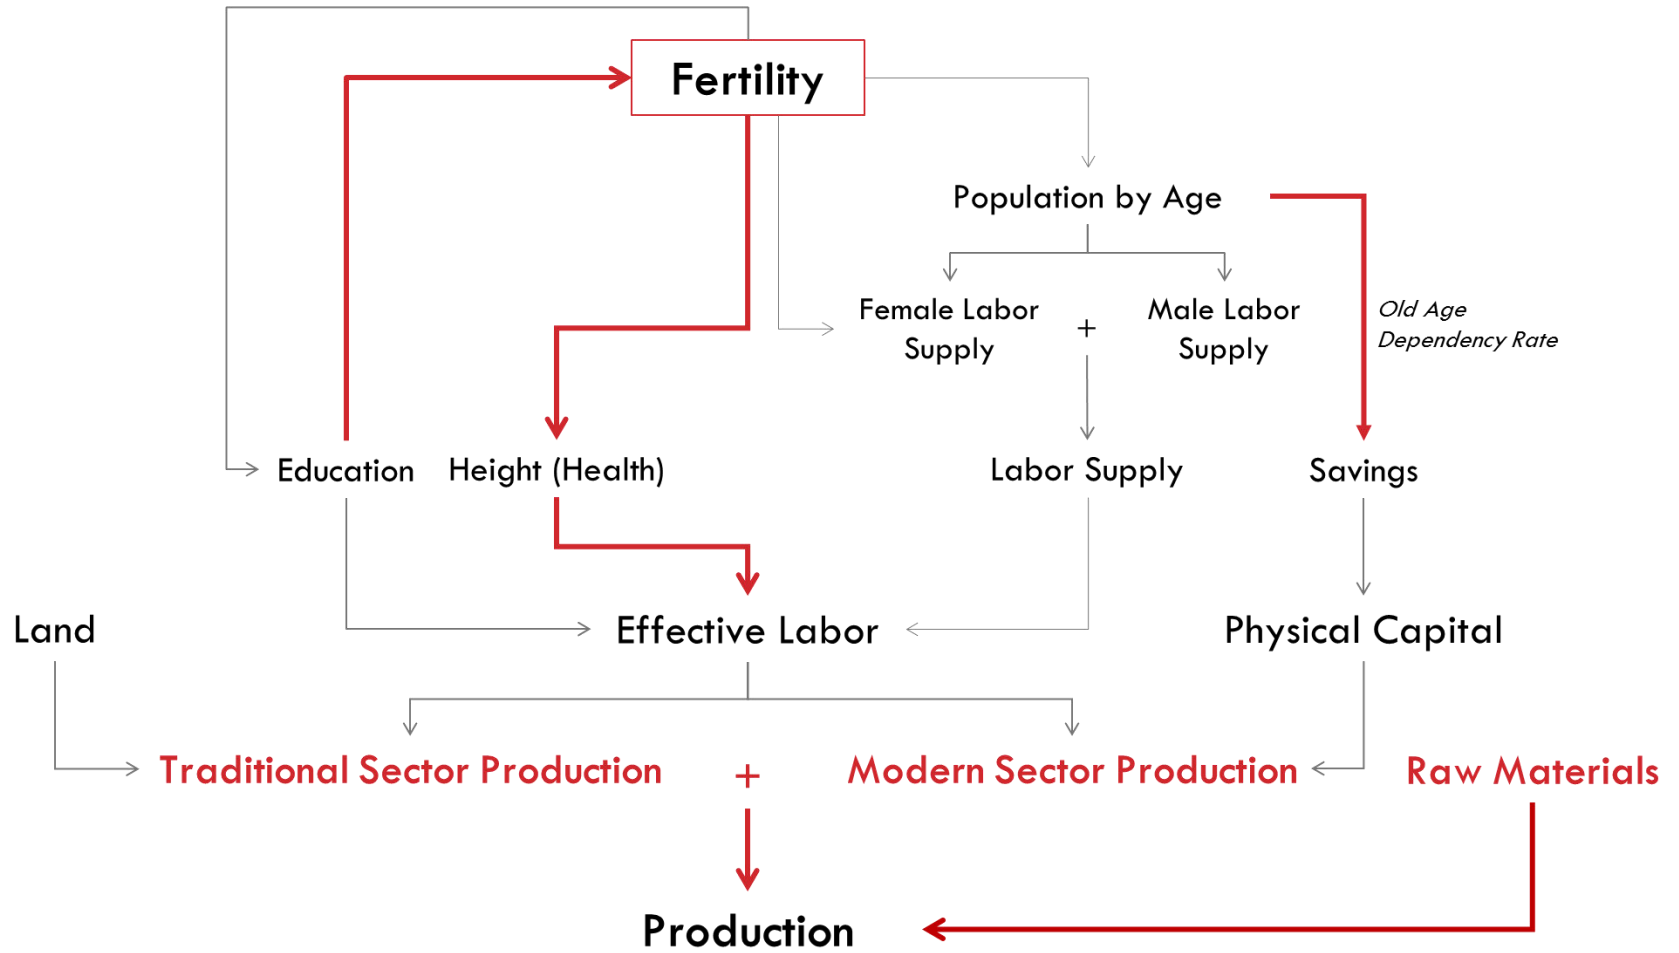 Fertility
Population by Age
Female Labor
Supply
+
Male Labor
Supply
Old Age
Dependency Rate
Education
Height (Health)
Labor Supply
Savings
Land
Effective Labor
Physical Capital
Traditional Sector Production
+
Modern Sector Production
Raw Materials
Production